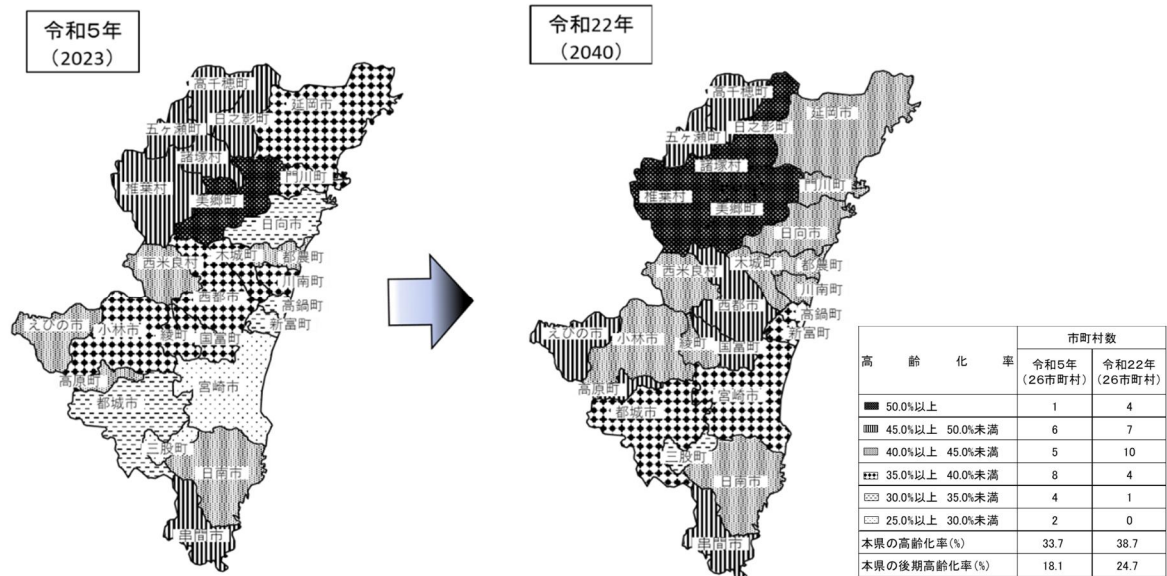 令和5年
（2023）
高千穂町
延岡市
日之影町
五ヶ瀬町
諸塚村
椎葉村
門川町
美郷町
日向市
木城町
都農町
西米良村
川南町
西都市
高鍋町
新富町
えびの市
小林市
綾町
国富町
高原町
宮崎市
都城市
三股町
日南市
串間市
令和22年
（2040）
高千穂町
延岡市
日之影町
五ヶ瀬町
諸塚村
門川町
椎葉村
美郷町
日向市
木城町
都農町
西米良村
川南町
西都市
高鍋町
新富町
えびの市
小林市
綾町
国富町
高原町
宮崎市
都城市
三股町
日南市
串間市
高齢化率 市町村数
令和5年 令和22年
（26市町村） （26市町村）
50.0％以上 1 4
45.0％以上 50.0％未満 6 7
40.0％以上 45.0％未満 5 10
35.0％以上 40.0％未満 8 4
30.0％以上 35.0％未満 4 1
25.0％以上 30.0％未満 2 0
本県の高齢化率（％） 33.7 38.7
本県の後期高齢化率（％） 18.1 24.7